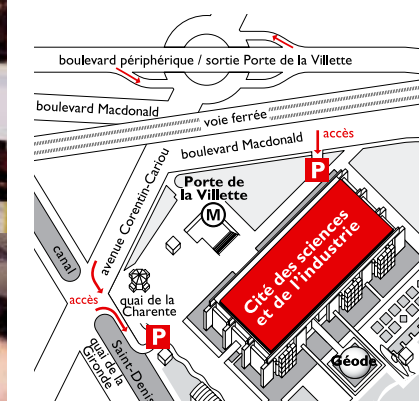 boulevard périphérique / sortie Porte de la Villette
boulevard Macdonald
voie ferrée
boulevard Macdonald
accès
P
avenue Corentin-Cariou
Porte de
la Villette
M
Cité des sciences
et de l'industrie
canal
accès
quai de la
Charente
P
Saint-Denis
quai de la
Gironde
Géode